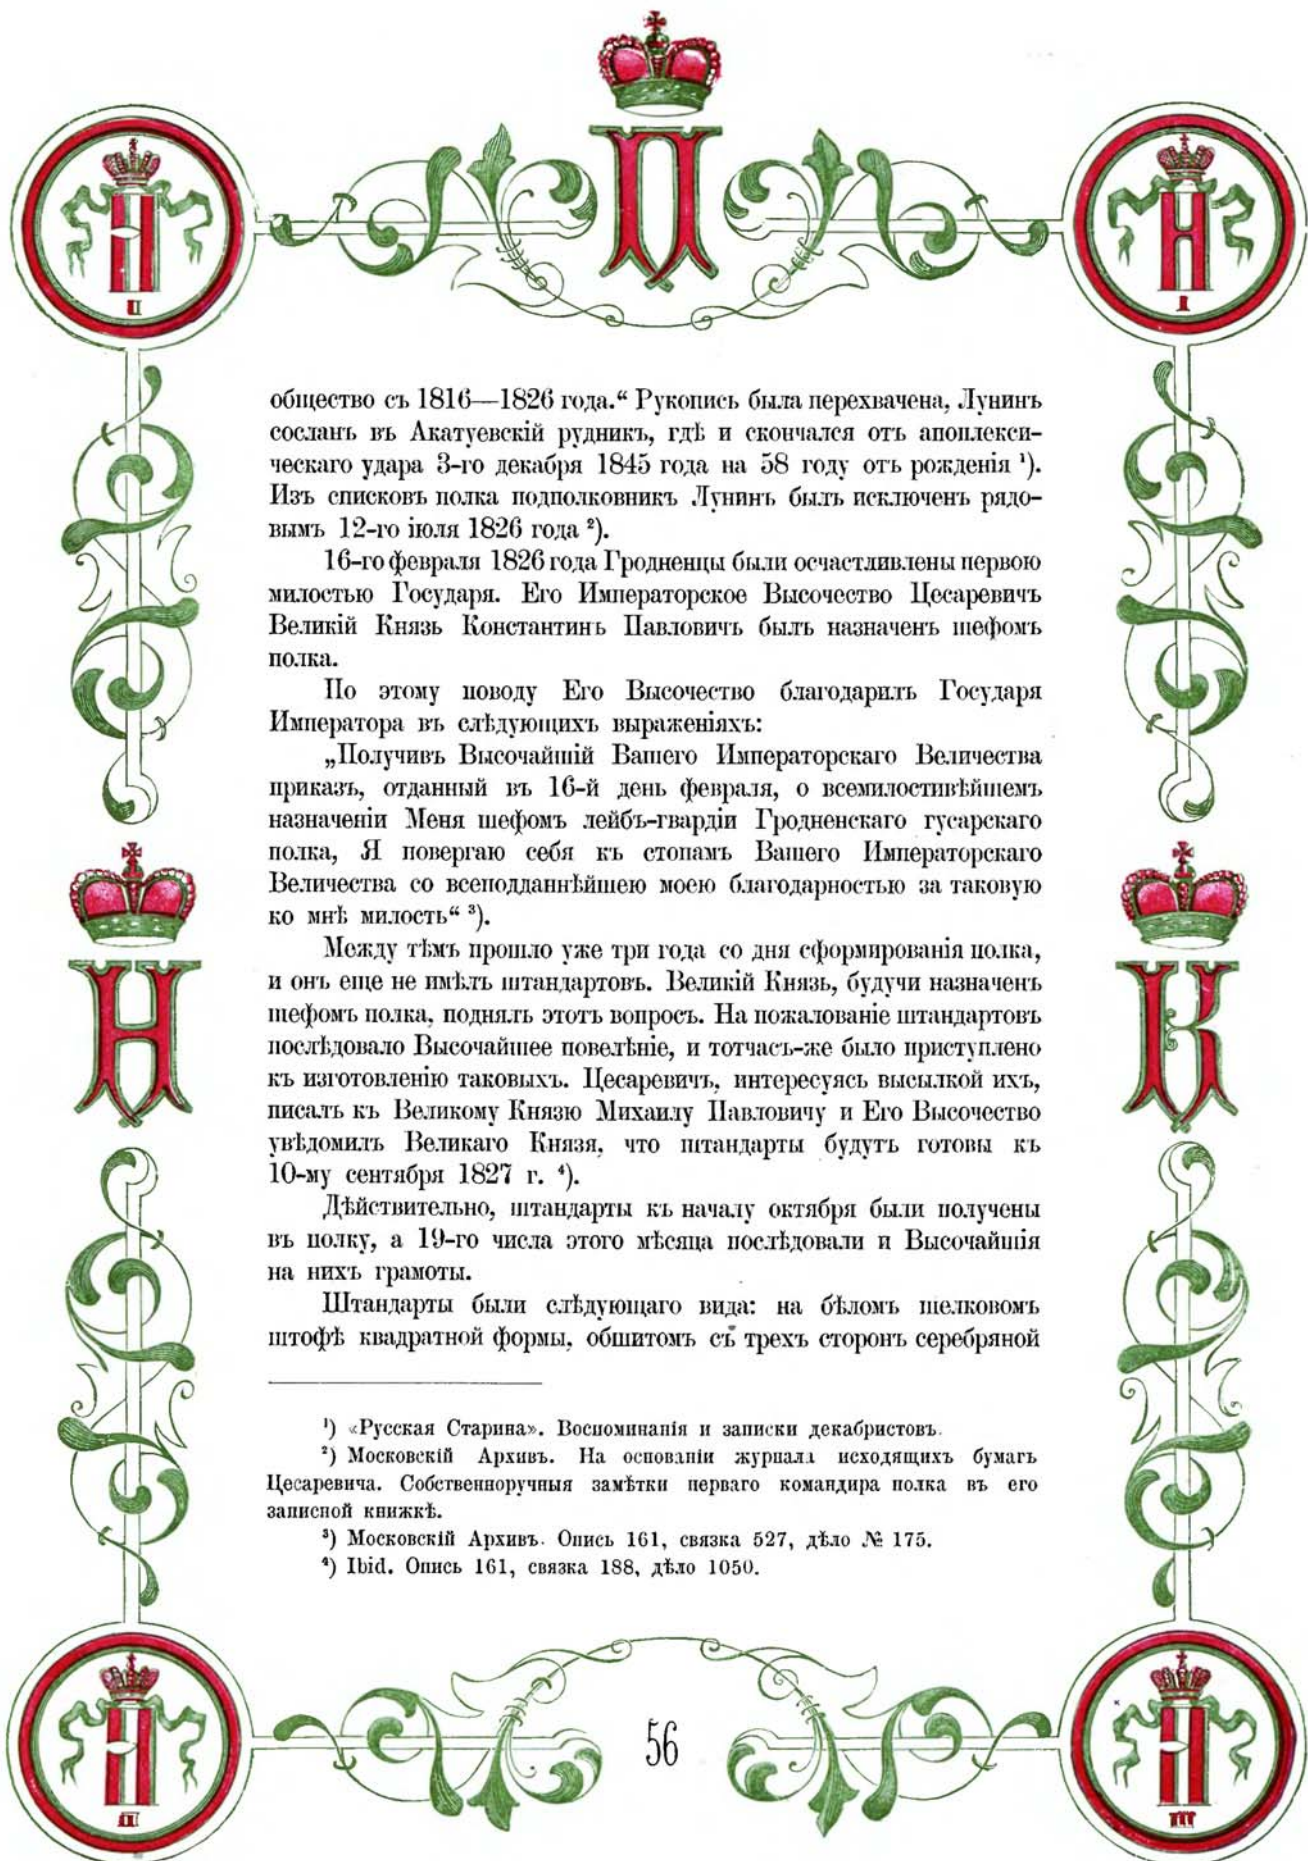 П
II
Н
I
общество съ 1816—1826 года.“ Рукопись была перехвачена, Лунинъ
сосланъ въ Акатуевскій рудникъ, гдѣ и скончался отъ апоплекси-
ческаго удара 3-го декабря 1845 года на 58 году отъ рожденія ¹).
Изъ списковъ полка подполковникъ Лунинъ былъ исключенъ рядо-
вымъ 12-го іюля 1826 года ²).
16-го февраля 1826 года Гродненцы были осчастливлены первою
милостью Государя. Его Императорское Высочество Цесаревичъ
Великій Князь Константинъ Павловичъ былъ назначенъ шефомъ
полка.
По этому поводу Его Высочество благодарилъ Государя
Императора въ слѣдующихъ выраженіяхъ:
„Получивъ Высочайшій Вашего Императорскаго Величества
приказъ, отданный въ 16-й день февраля, о всемилостивѣйшемъ
назначеніи Меня шефомъ лейбъ-гвардіи Гродненскаго гусарскаго
полка, Я повергаю себя къ стопамъ Вашего Императорскаго
Величества со всеподданнѣйшею моею благодарностью за таковую
ко мнѣ милость“ ³).
Между тѣмъ прошло уже три года со дня сформированія полка,
и онъ еще не имѣлъ штандартовъ. Великій Князь, будучи назначенъ
шефомъ полка, поднялъ этотъ вопросъ. На пожалованіе штандартовъ
послѣдовало Высочайшее повелѣніе, и тотчасъ-же было приступлено
къ изготовленію таковыхъ. Цесаревичъ, интересуясь высылкой ихъ,
писалъ къ Великому Князю Михаилу Павловичу и Его Высочество
увѣдомилъ Великаго Князя, что штандарты будутъ готовы къ
10-му сентября 1827 г. ⁴).
Дѣйствительно, штандарты къ началу октября были получены
въ полку, а 19-го числа этого мѣсяца послѣдовали и Высочайшія
на нихъ грамоты.
Штандарты были слѣдующаго вида: на бѣломъ шелковомъ
штофѣ квадратной формы, обшитомъ съ трехъ сторонъ серебряной
Н
К
¹) «Русская Старина». Воспоминанія и записки декабристовъ.
²) Московскій Архивъ. На основаніи журнала исходящихъ бумагъ
Цесаревича. Собственноручныя замѣтки перваго командира полка въ его
записной книжкѣ.
³) Московскій Архивъ. Опись 161, связка 527, дѣло № 175.
⁴) Ibid. Опись 161, связка 188, дѣло 1050.
56
III